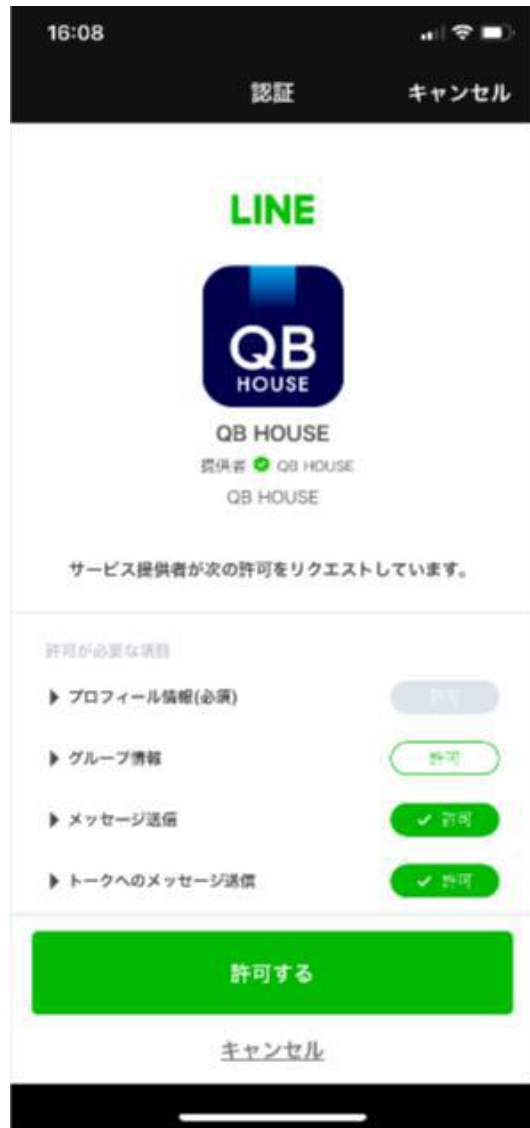 16:08
認証 キャンセル
LINE
QB
HOUSE
QB HOUSE
提供者 QB HOUSE
QB HOUSE
サービス提供者が次の許可をリクエストしています。
許可が必要な項目
プロフィール情報(必須) 許可
グループ情報 許可
メッセージ送信 許可
トークへのメッセージ送信 許可
許可する
キャンセル